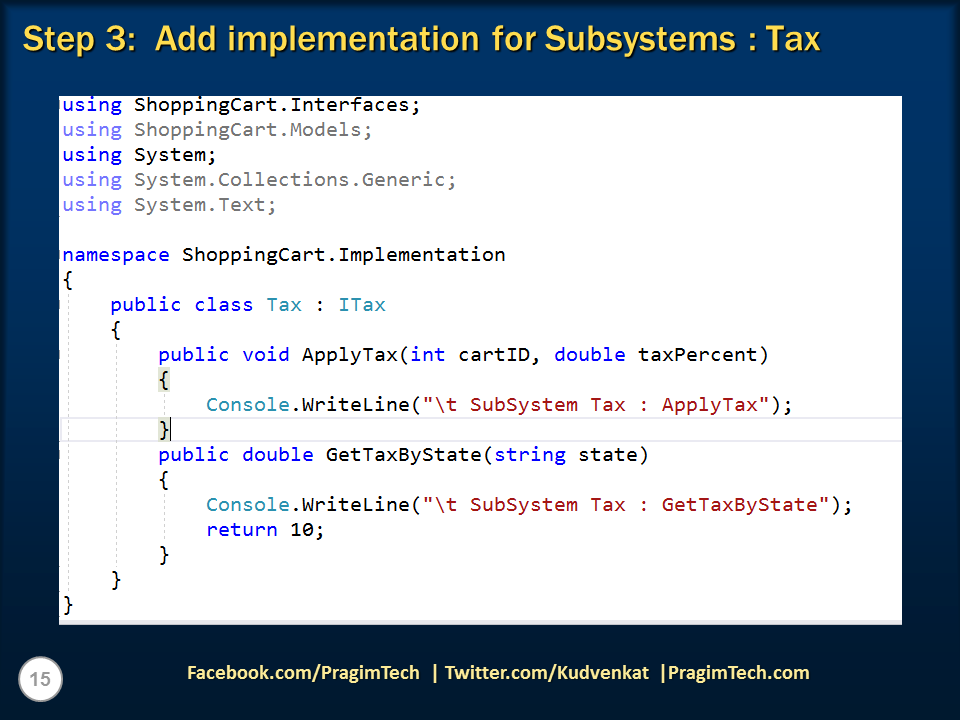 Step 3:  Add implementation for Subsystems : Tax
using ShoppingCart.Interfaces;
using ShoppingCart.Models;
using System;
using System.Collections.Generic;
using System.Text;
namespace ShoppingCart.Implementation
{
    public class Tax : ITax
    {
        public void ApplyTax(int cartID, double taxPercent)
        {
            Console.WriteLine("\t SubSystem Tax : ApplyTax");
        }
        public double GetTaxByState(string state)
        {
            Console.WriteLine("\t SubSystem Tax : GetTaxByState");
            return 10;
        }
    }
}
15
Facebook.com/PragimTech | Twitter.com/Kudvenkat |PragimTech.com